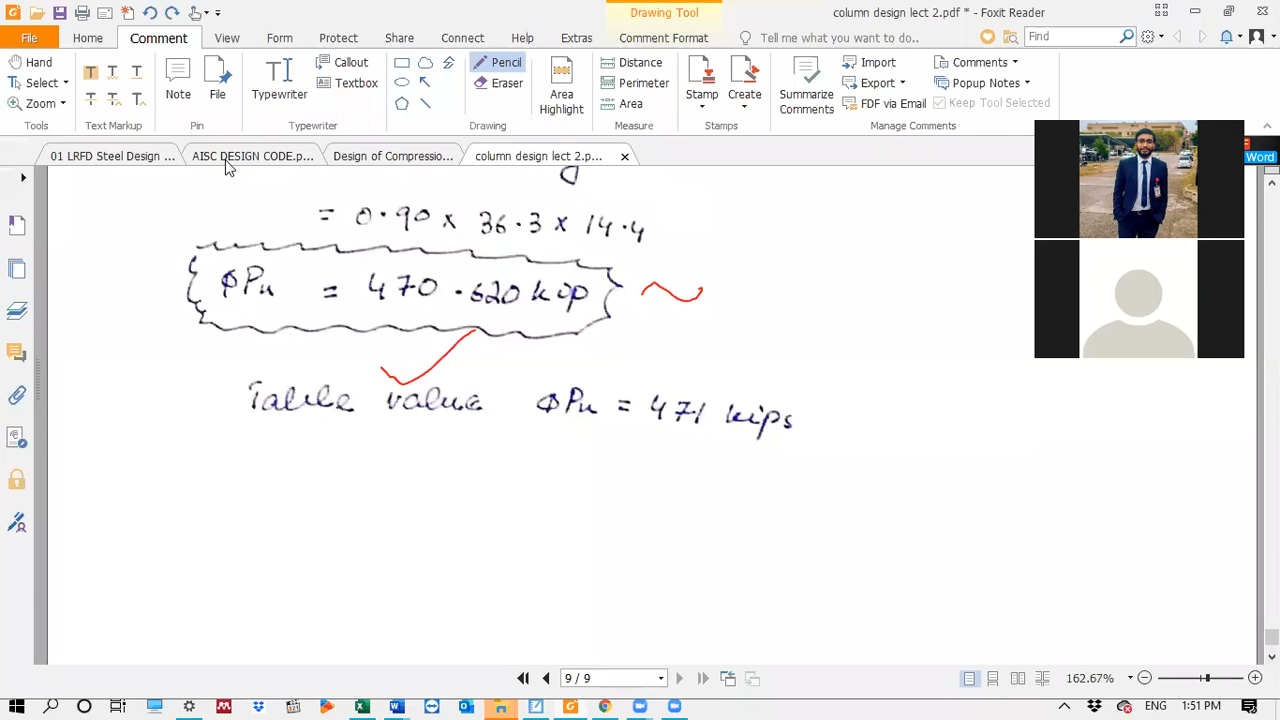 Drawing Tool
column design lect 2.pdf * - Foxit Reader
File Home Comment View Form Protect Share Connect Help Extras Comment Format Tell me what you want to do.. Find
Hand
Select
Zoom
Tools
Text Markup
Note
File
Pin
Typewriter
Callout
Textbox
Typewriter
Pencil
Eraser
Drawing
Area Highlight
Distance
Perimeter
Area
Measure
Stamp
Create
Stamps
Summarize Comments
Import
Export
FDF via Email
Comments
Popup Notes
Keep Tool Selected
Manage Comments
Word
01 LRFD Steel Design ... AISC DESIGN CODE.p... Design of Compressio... column design lect 2.p...
= 0.90 x 36.3 x 14.4
ΦPn = 470.620 kip
Table value ΦPn = 471 kips
9 / 9
162.67%
ENG 1:51 PM